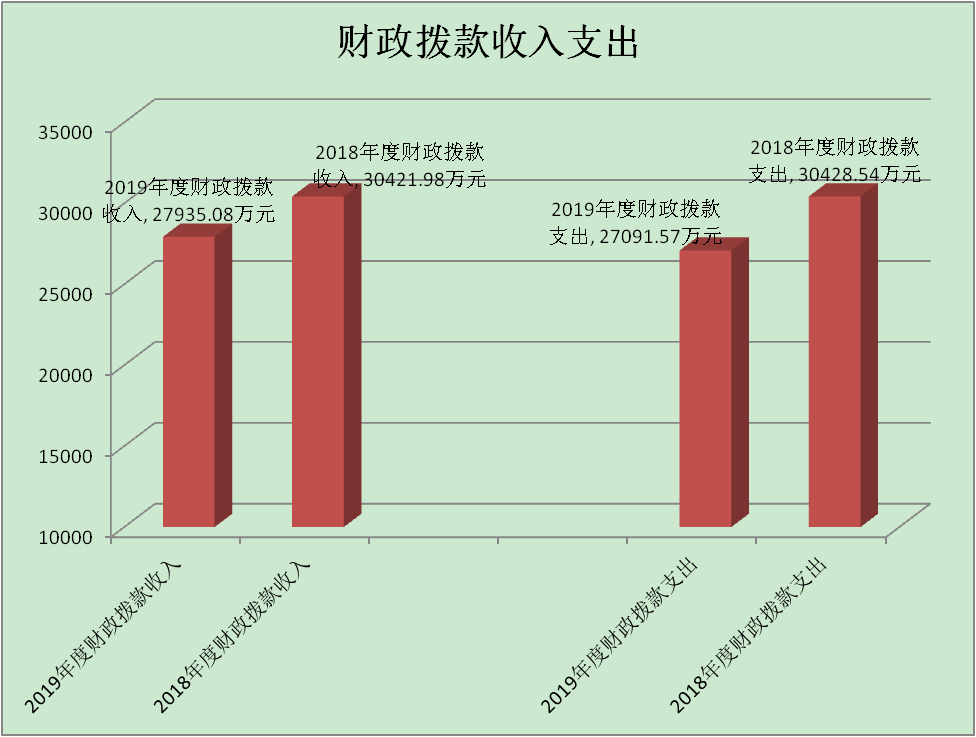 财政拨款收入支出
35000
30000
25000
20000
15000
10000
2019年度财政拨款
收入, 27935.08万元
2018年度财政拨款
收入, 30421.98万元
2019年度财政拨款
支出, 27091.57万元
2018年度财政拨款
支出, 30428.54万元
2019年度财政拨款收入
2018年度财政拨款收入
2019年度财政拨款支出
2018年度财政拨款支出